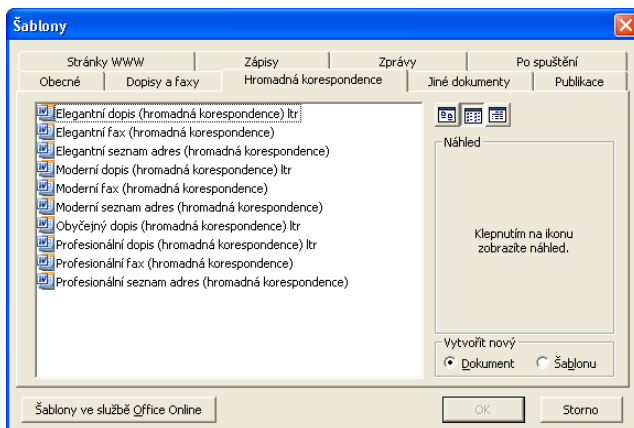 Šablony
Stránky WWW
Zápisy
Zprávy
Po spuštění
Obecné
Dopisy a faxy
Hromadná korespondence
Jiné dokumenty
Publikace
Elegantní dopis (hromadná korespondence) ltr
Elegantní fax (hromadná korespondence)
Elegantní seznam adres (hromadná korespondence)
Moderní dopis (hromadná korespondence) ltr
Moderní fax (hromadná korespondence)
Moderní seznam adres (hromadná korespondence)
Obyčejný dopis (hromadná korespondence) ltr
Profesionální dopis (hromadná korespondence) ltr
Profesionální fax (hromadná korespondence)
Profesionální seznam adres (hromadná korespondence)
Náhled
Klepnutím na ikonu
zobrazíte náhled.
Vytvořit nový
Dokument
Šablonu
Šablony ve službě Office Online
OK
Storno